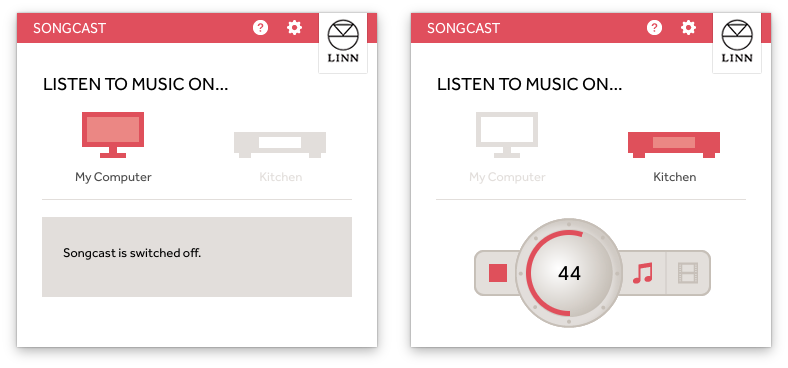 SONGCAST
?
LINN
LISTEN TO MUSIC ON...
My Computer
Kitchen
Songcast is switched off.
SONGCAST
?
LINN
LISTEN TO MUSIC ON...
My Computer
Kitchen
44